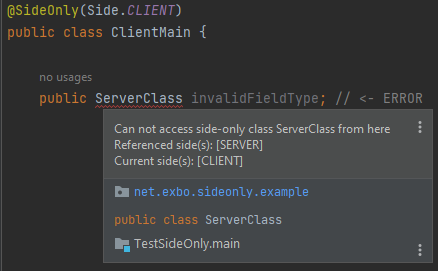 @SideOnly(Side.CLIENT)
public class ClientMain {
no usages
public ServerClass invalidFieldType; // <- ERROR
Can not access side-only class ServerClass from here
Referenced side(s): [SERVER]
Current side(s): [CLIENT]
net.exbo.sideonly.example
public class ServerClass
TestSideOnly.main